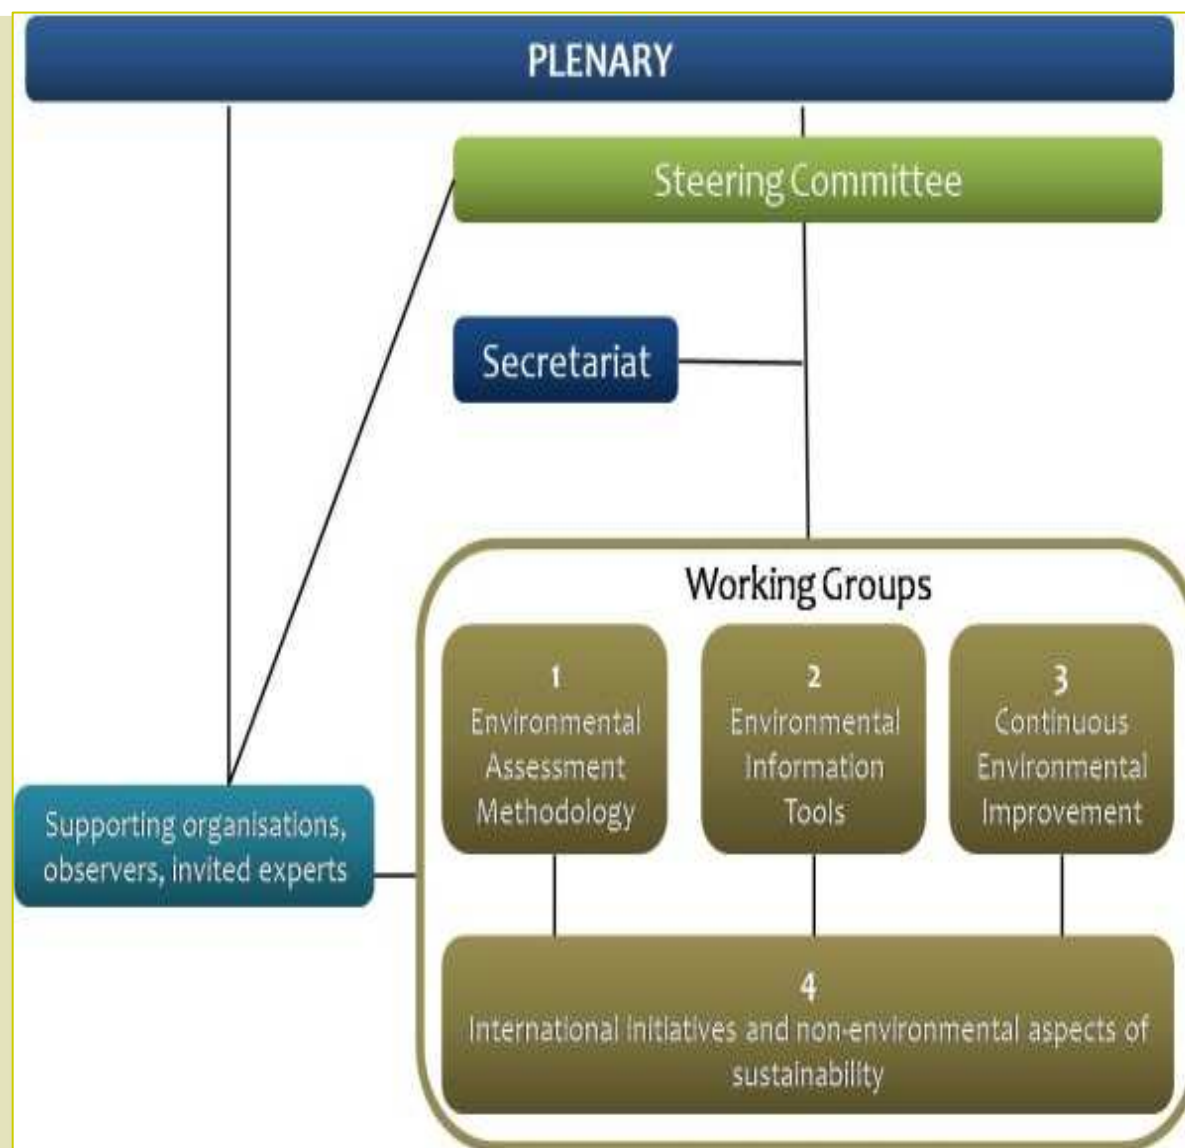 PLENARY
Steering Committee
Secretariat
Working Groups
1
Environmental
Assessment
Methodology
2
Environmental
Information
Tools
3
Continuous
Environmental
Improvement
Supporting organisations,
observers, invited experts
4
International initiatives and non-environmental aspects of
sustainability